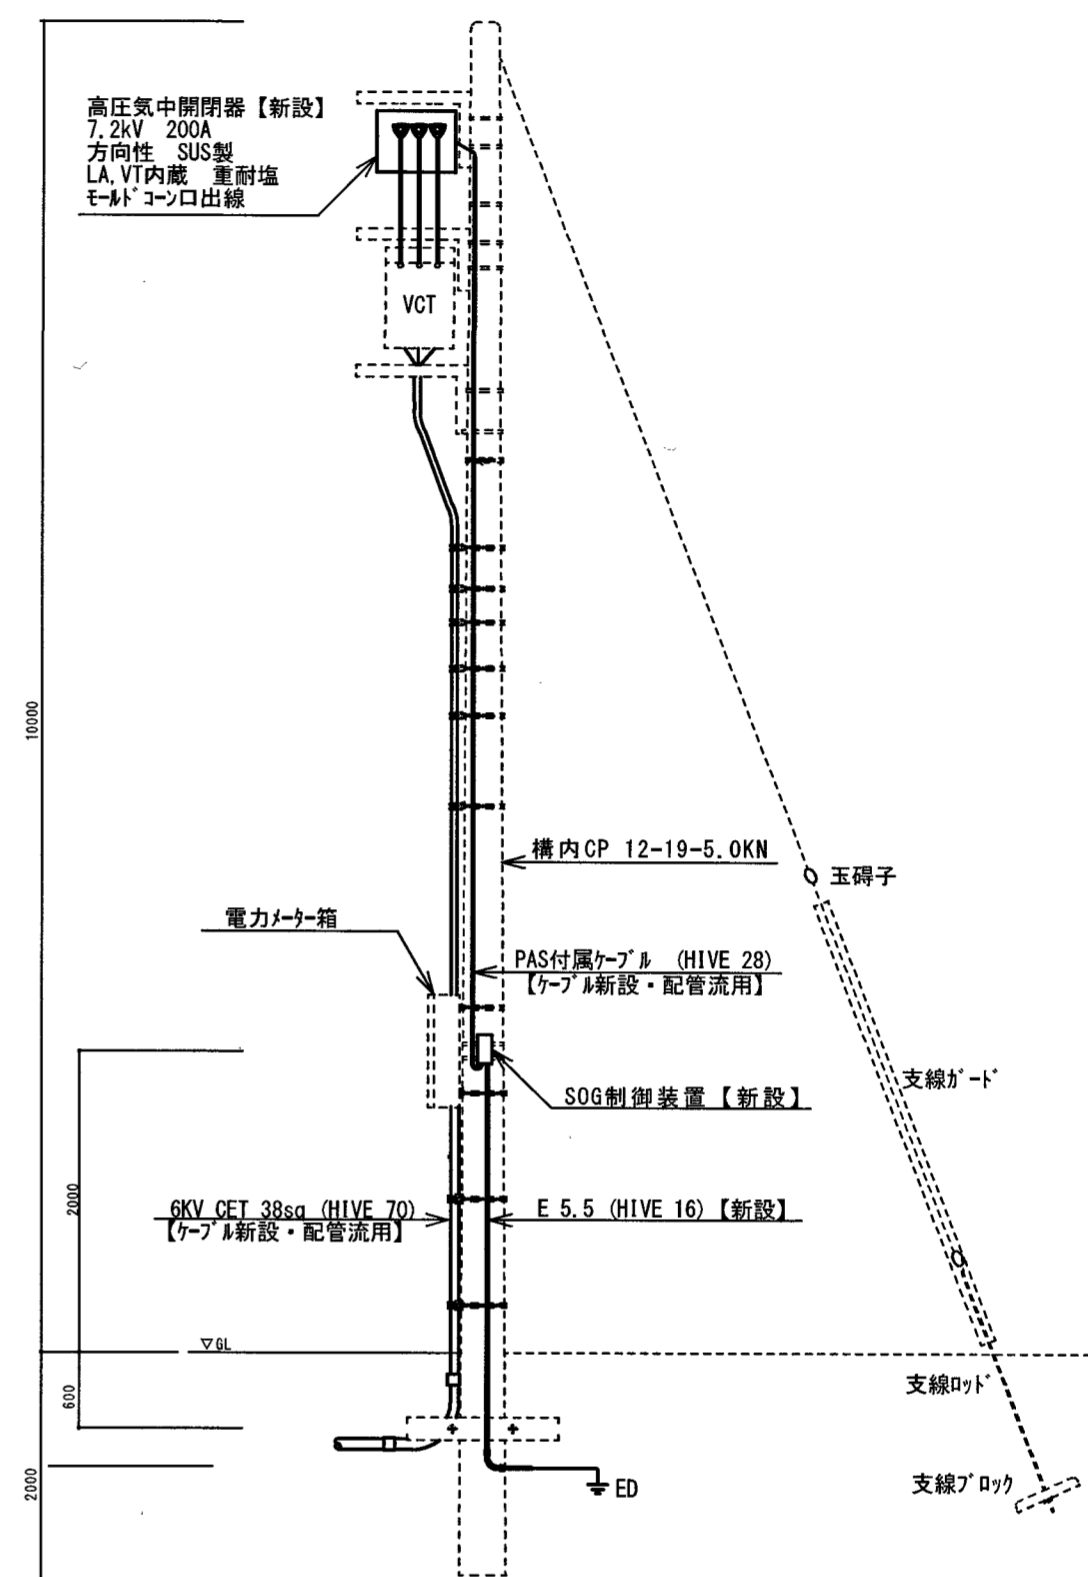 高圧気中開閉器【新設】
7.2kV 200A
方向性 SUS製
LA,VT内蔵 重耐塩
モールドコーン口出線
VCT
10000
構内CP 12-19-5.0KN
玉碍子
電力メーター箱
PAS付属ケーブル (HIVE 28)
【ケーブル新設・配管流用】
支線ガード
SOG制御装置【新設】
2000
6KV CET 38sq (HIVE 70)
【ケーブル新設・配管流用】
E 5.5 (HIVE 16)【新設】
▽GL
600
支線ロッド
支線ブロック
2000
ED